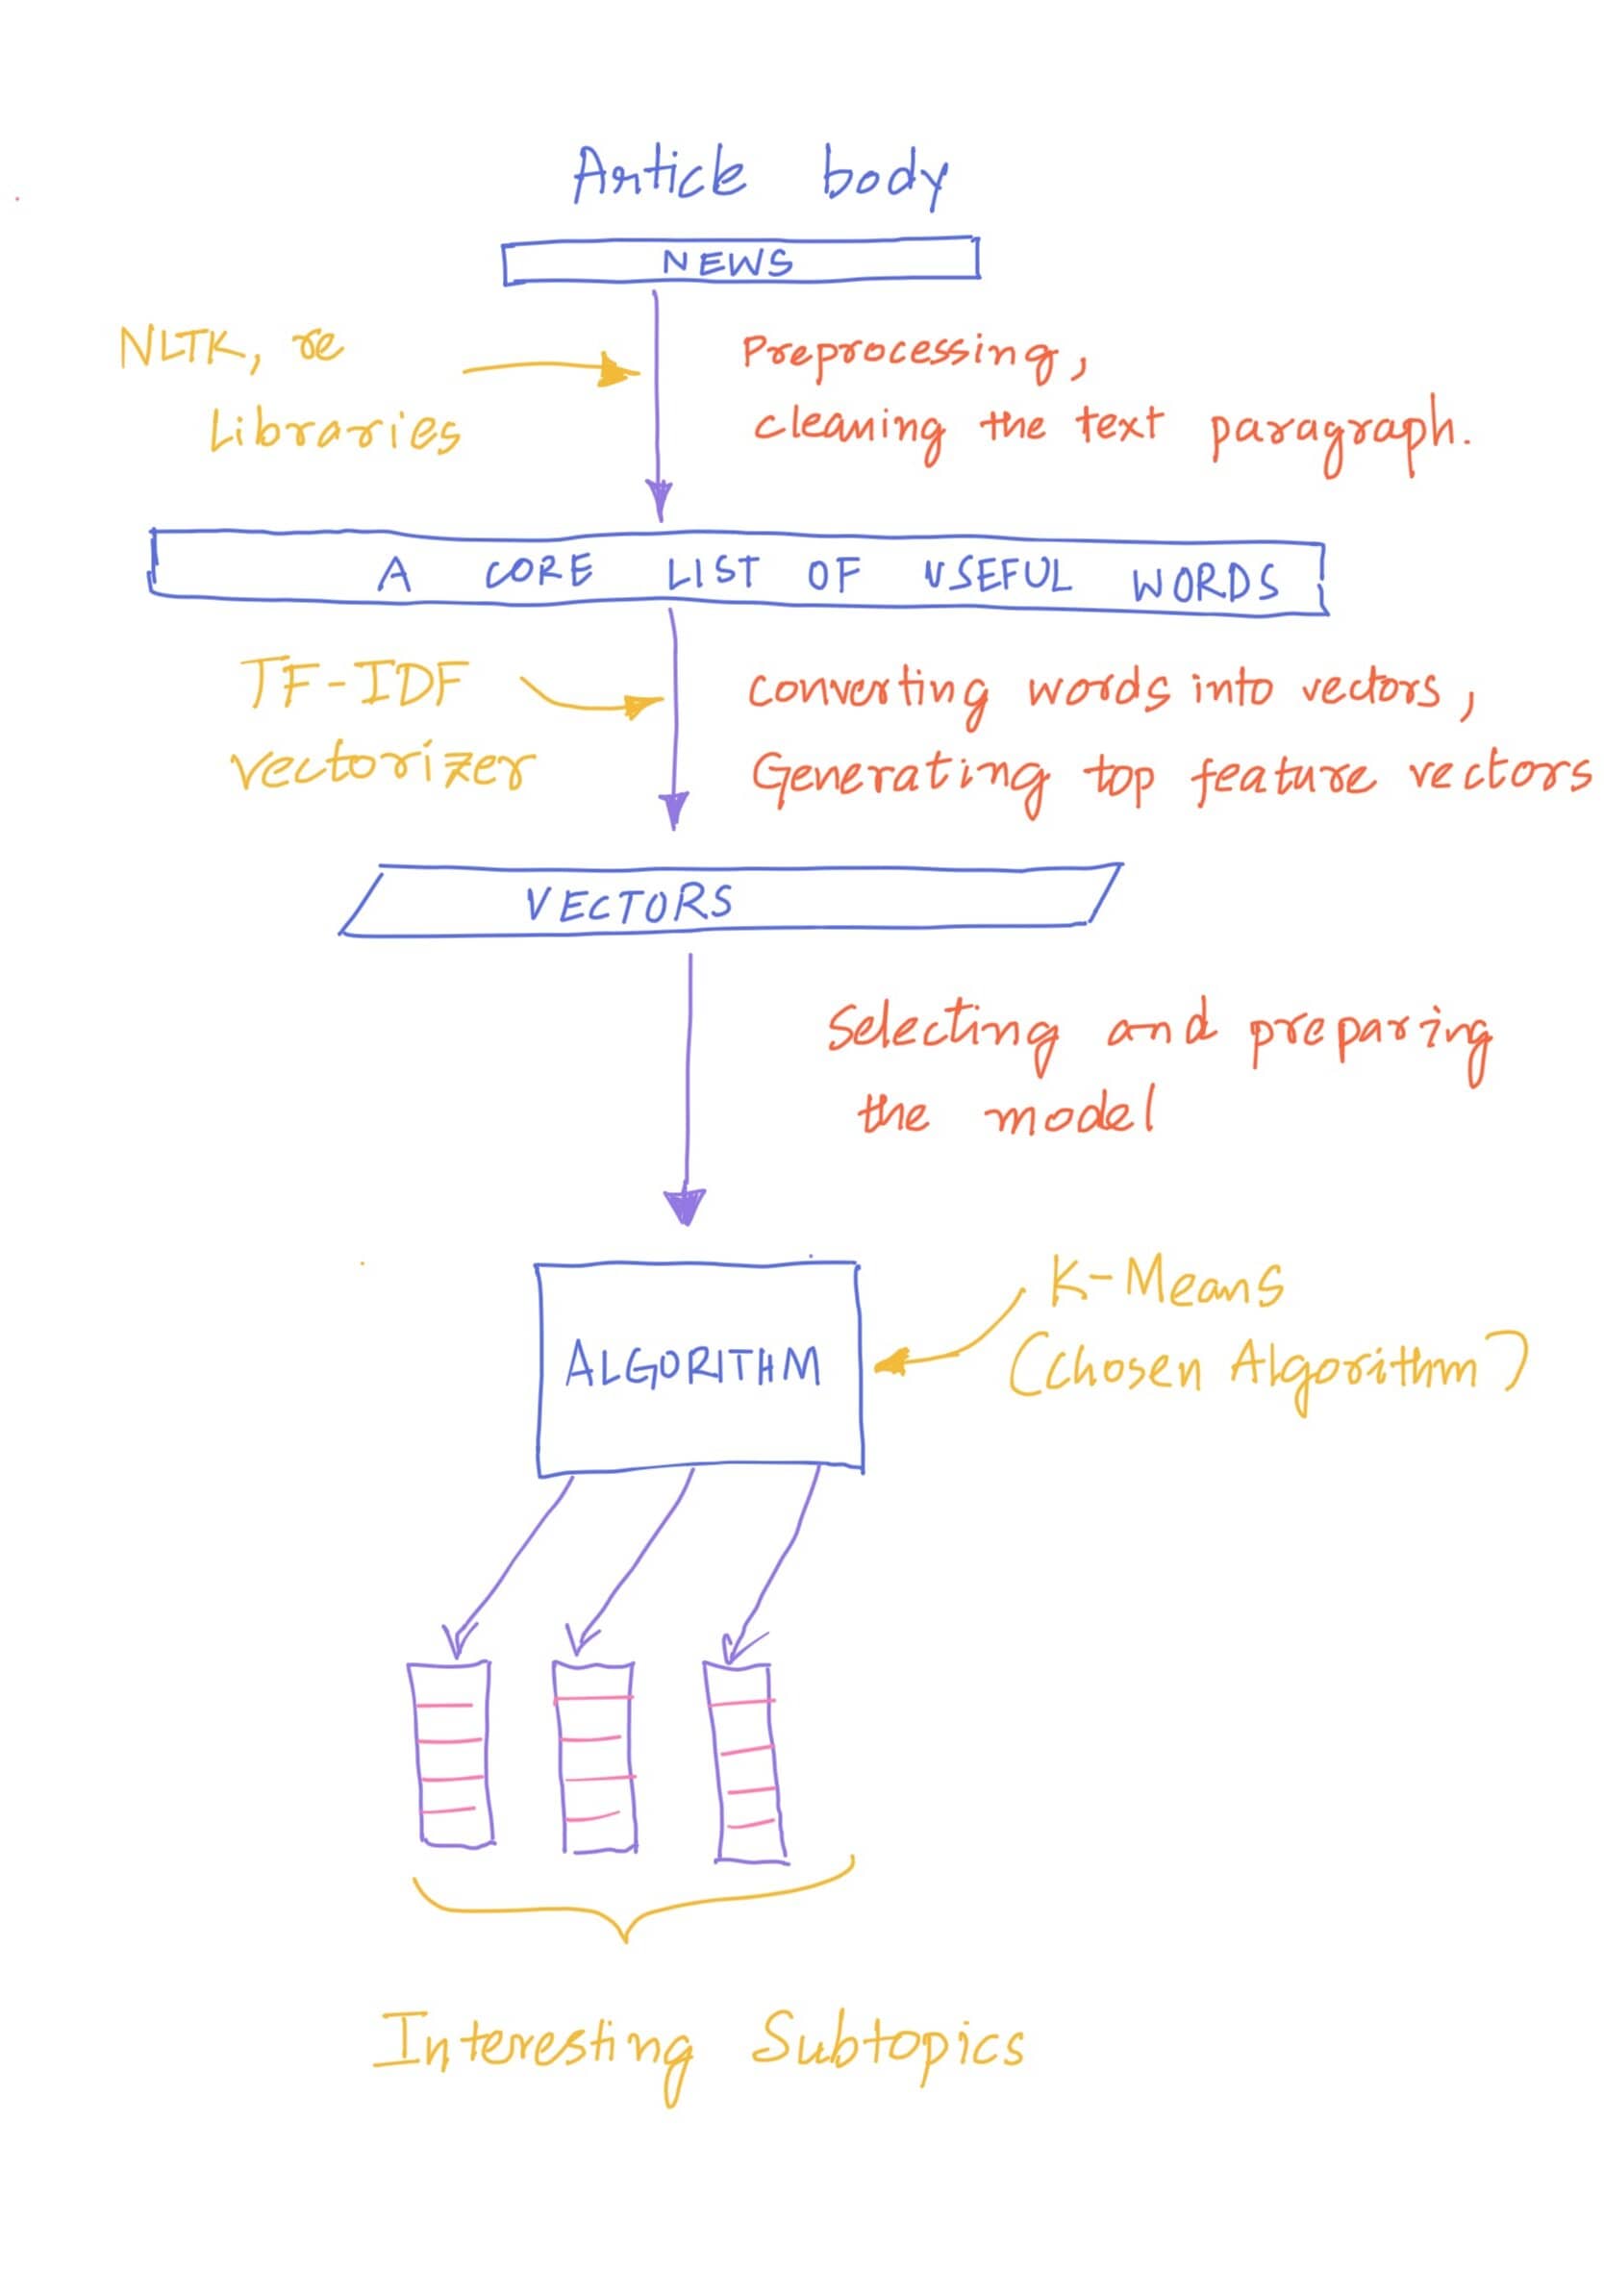 Article body
NEWS
NLTK, re
Libraries
Preprocessing,
cleaning the text paragraph.
A CORE LIST OF USEFUL WORDS
TF-IDF
vectorizer
converting words into vectors,
Generating top feature vectors
VECTORS
Selecting and preparing
the model
ALGORITHM
K-Means
(chosen Algorithm)
Interesting Subtopics